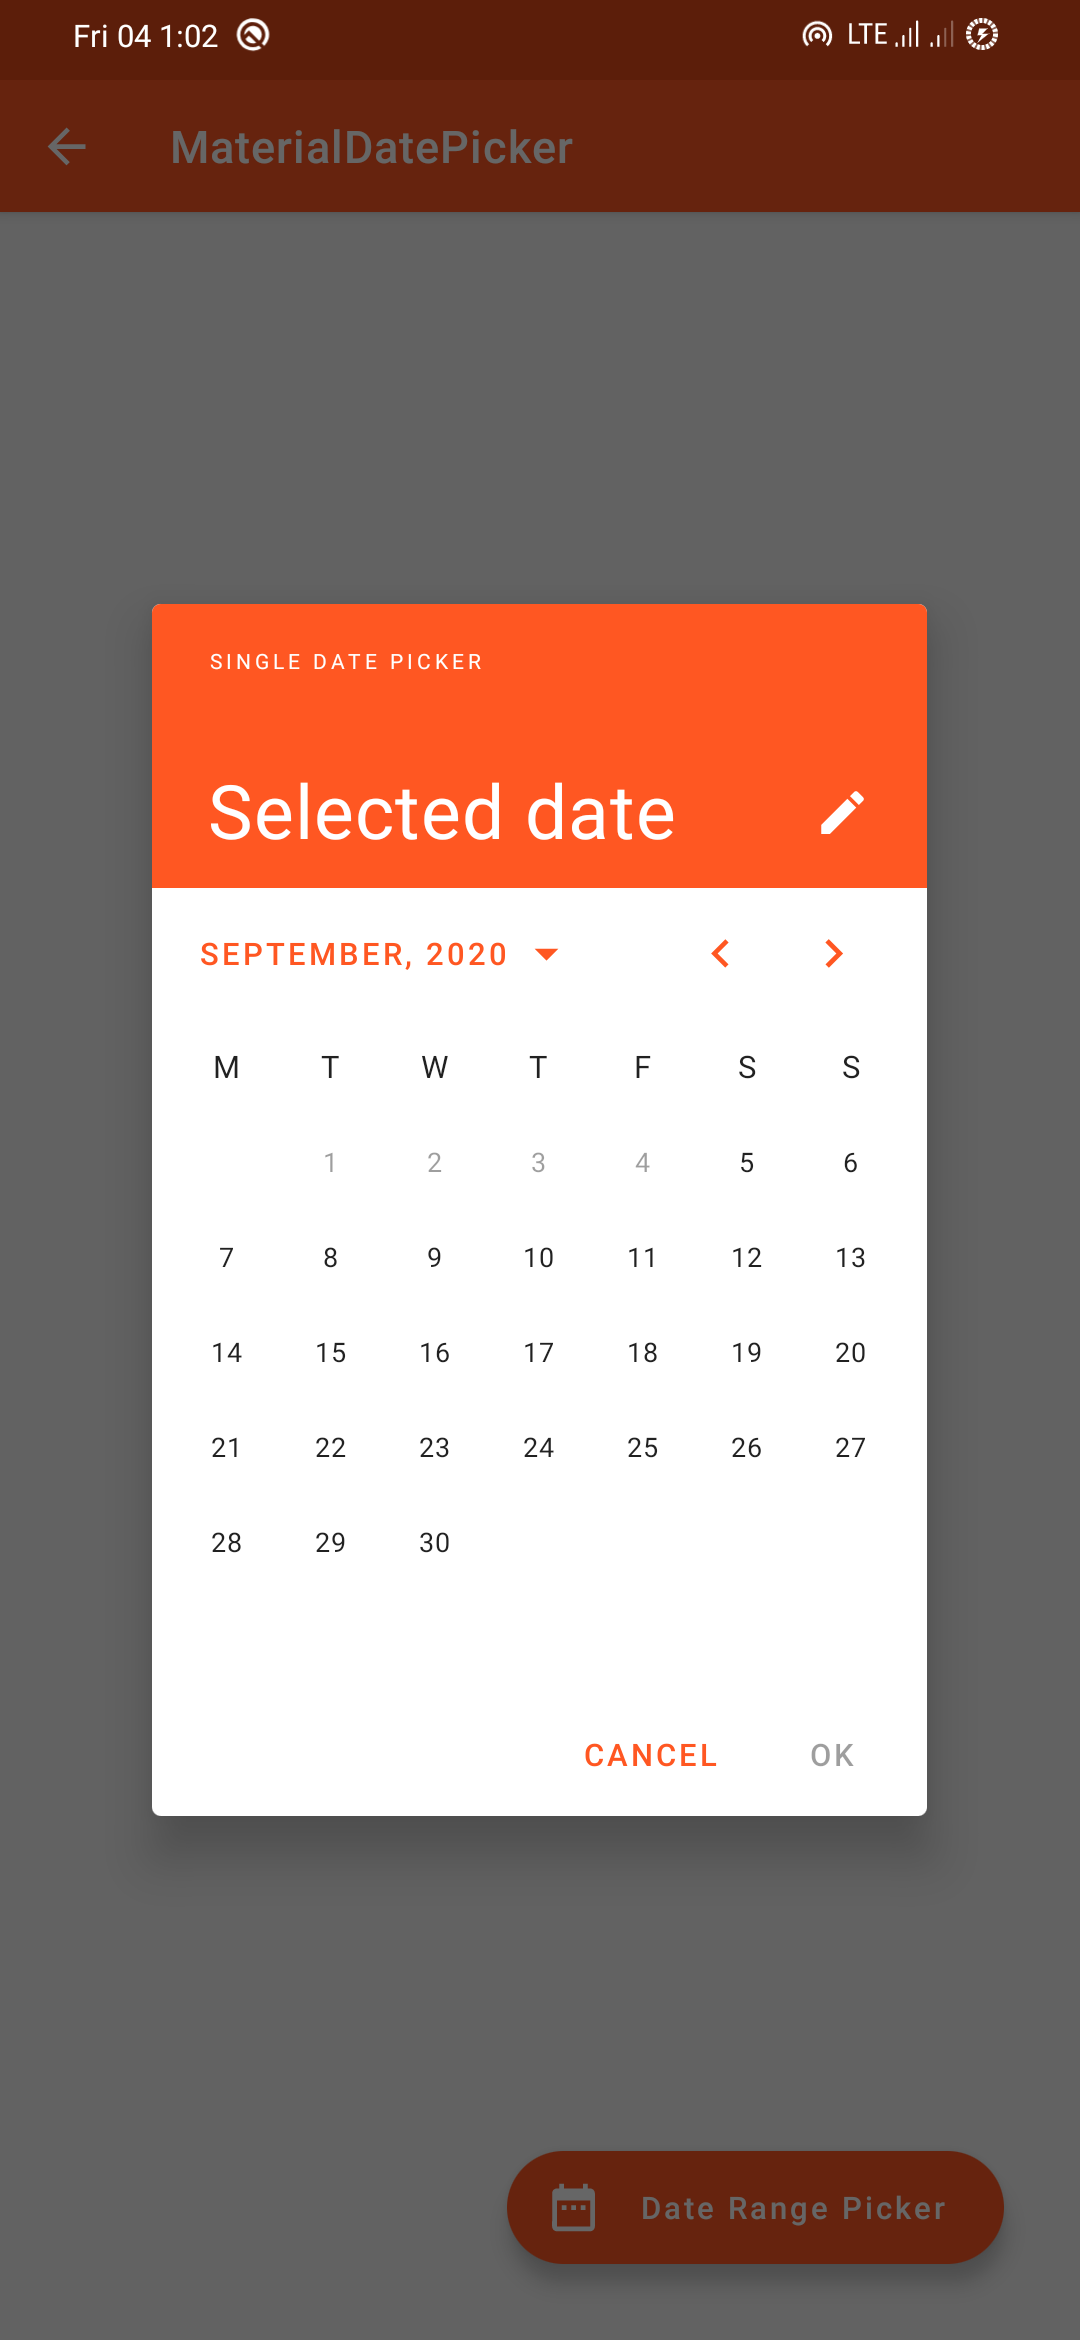 Fri 04 1:02 LTE
MaterialDatePicker
SINGLE DATE PICKER
Selected date
SEPTEMBER, 2020
M T W T F S S
1 2 3 4 5 6
7 8 9 10 11 12 13
14 15 16 17 18 19 20
21 22 23 24 25 26 27
28 29 30
CANCEL OK
Date Range Picker